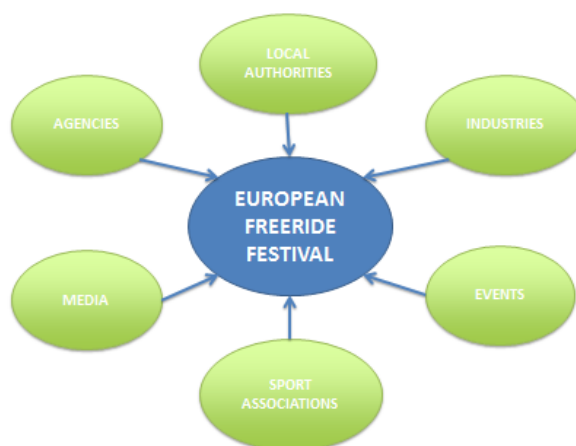 LOCAL
AUTHORITIES
AGENCIES
INDUSTRIES
EUROPEAN
FREERIDE
FESTIVAL
MEDIA
EVENTS
SPORT
ASSOCIATIONS